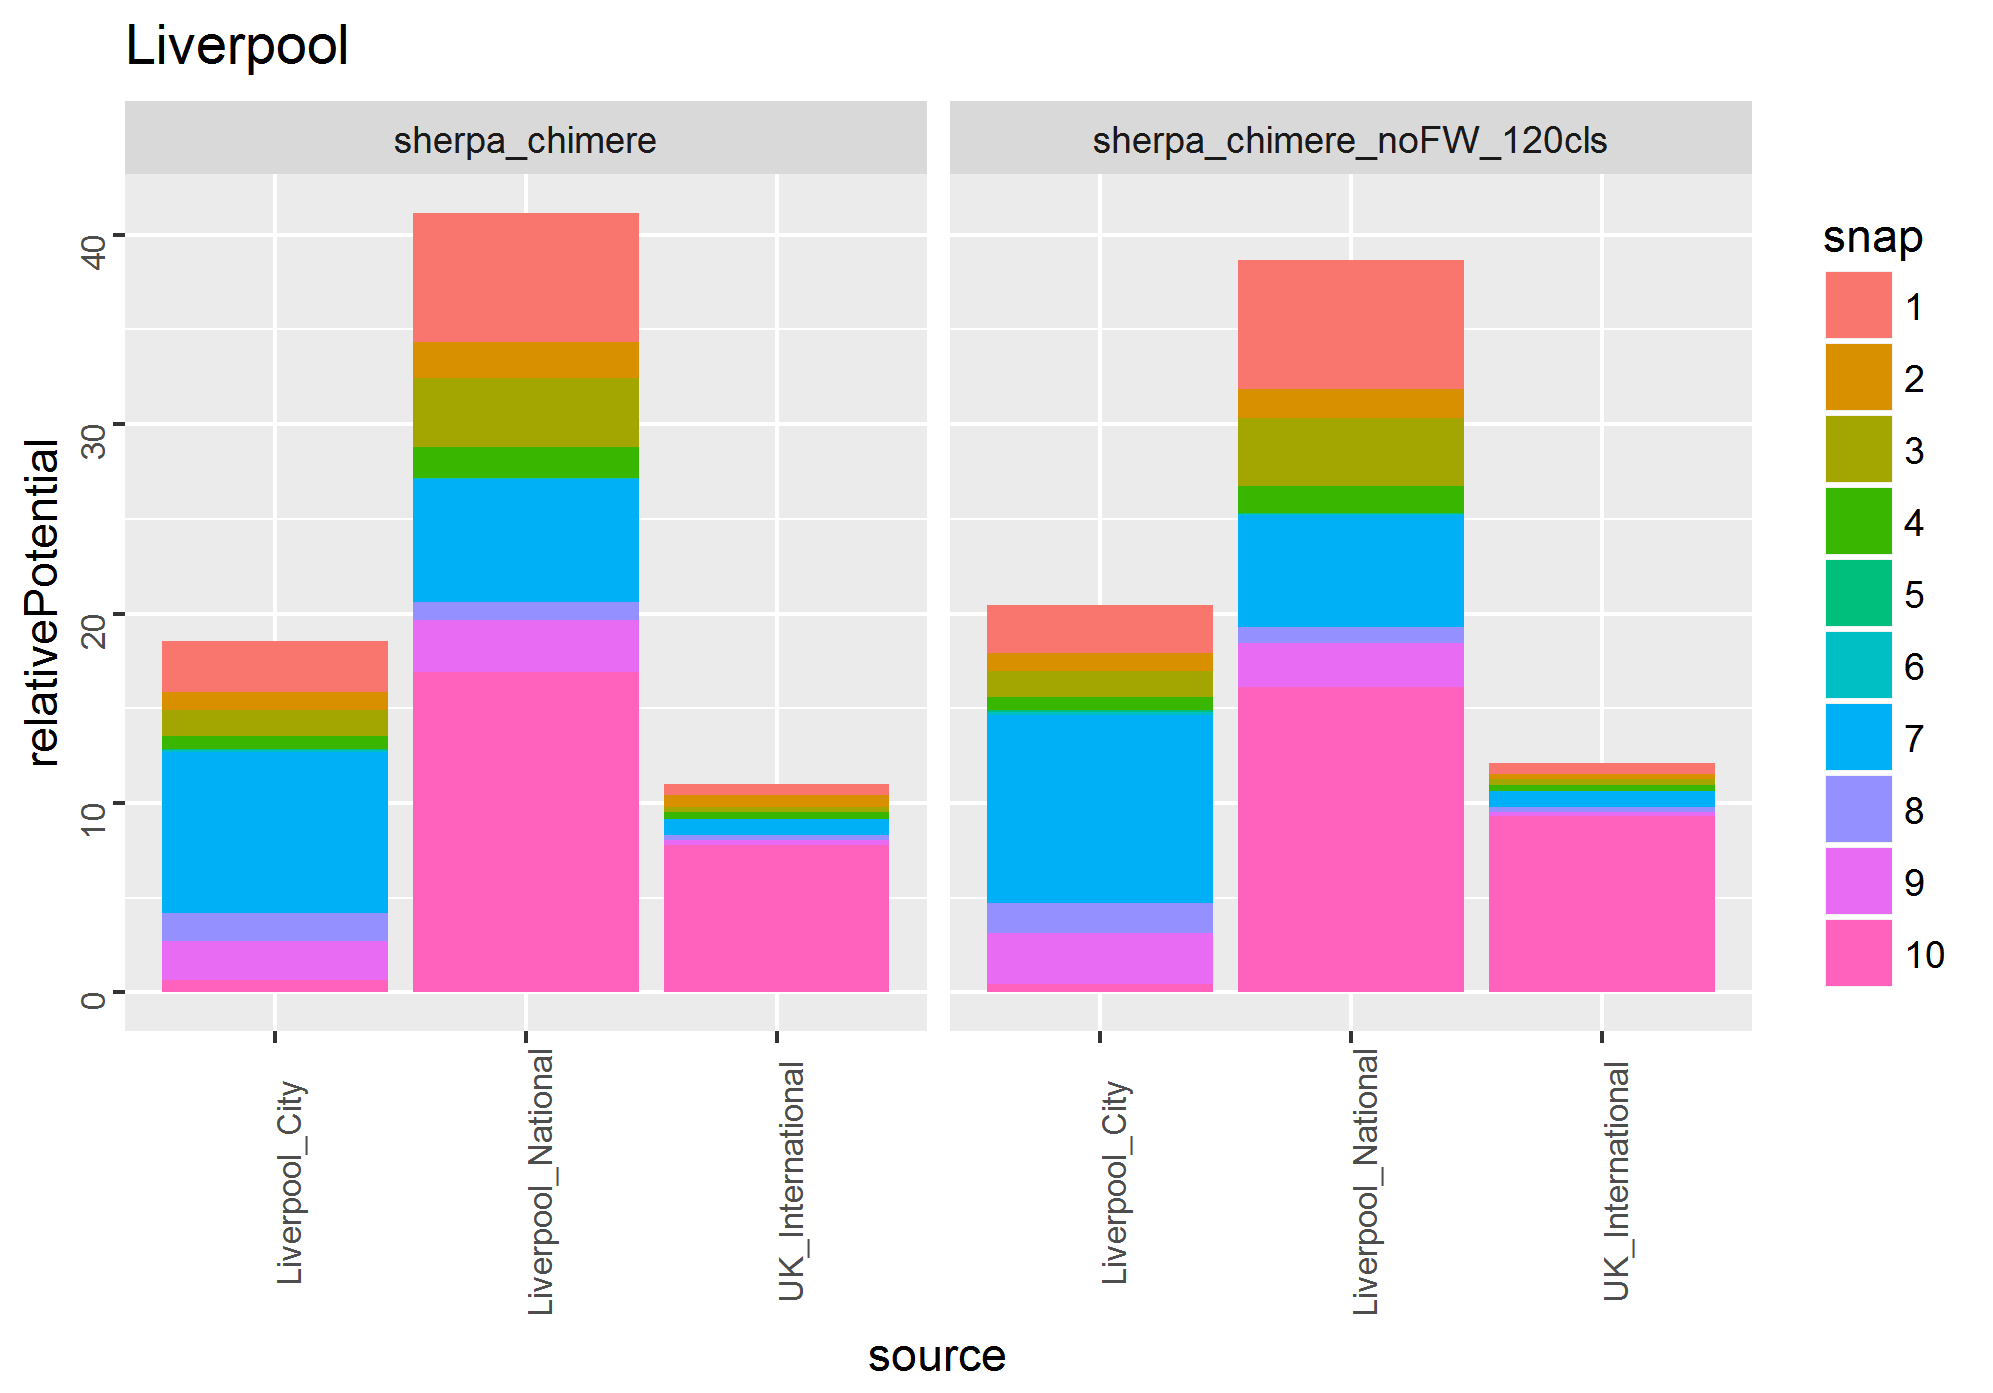 Liverpool
sherpa_chimere
sherpa_chimere_noFW_120cls
relativePotential
40
30
20
10
0
Liverpool_City
Liverpool_National
UK_International
Liverpool_City
Liverpool_National
UK_International
source
snap
1
2
3
4
5
6
7
8
9
10